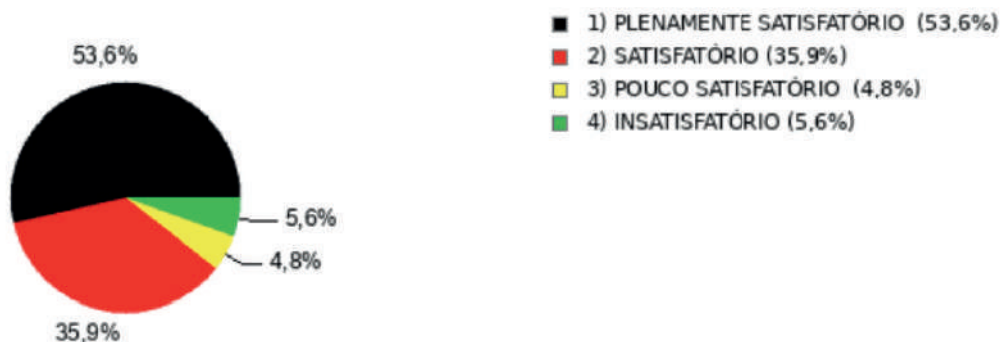 53,6%
5,6%
4,8%
35,9%
1) PLENAMENTE SATISFATÓRIO (53,6%)
2) SATISFATÓRIO (35,9%)
3) POUCO SATISFATÓRIO (4,8%)
4) INSATISFATÓRIO (5,6%)